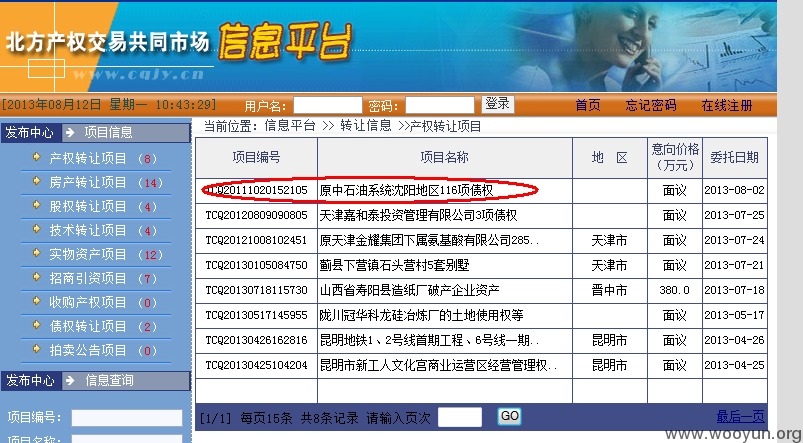 北方产权交易共同市场 信息平台
www.cqjy.cn
[2013年08月12日 星期一 10:43:29] 用户名: 密码: 登录 首页 忘记密码 在线注册
发布中心 项目信息
产权转让项目 (8)
房产转让项目 (14)
股权转让项目 (4)
技术转让项目 (4)
实物资产项目 (12)
招商引资项目 (7)
收购产权项目 (0)
债权转让项目 (2)
拍卖公告项目 (0)
发布中心 信息查询
项目编号:
项目名称:
当前位置: 信息平台 >> 转让信息 >>产权转让项目
项目编号 项目名称 地 区 意向价格(万元) 委托日期
TCQ20111020152105 原中石油系统沈阳地区116项债权 面议 2013-08-02
TCQ20120809090805 天津嘉和泰投资管理有限公司3项债权 面议 2013-07-25
TCQ20121008102451 原天津金耀集团下属氨基酸有限公司285.. 天津市 面议 2013-07-24
TCQ20130105084750 蓟县下营镇石头营村5套别墅 天津市 面议 2013-07-21
TCQ20130718115730 山西省寿阳县造纸厂破产企业资产 晋中市 380.0 2013-07-18
TCQ20130517145955 陇川冠华科龙硅冶炼厂的土地使用权等 面议 2013-05-17
TCQ20130426162816 昆明地铁1、2号线首期工程、6号线一期.. 昆明市 面议 2013-04-26
TCQ20130425104204 昆明市新工人文化宫商业运营区经营管理权.. 昆明市 面议 2013-04-25
[1/1] 每页15条 共8条记录 请输入页次 GO 最后一页
www.wooyun.org